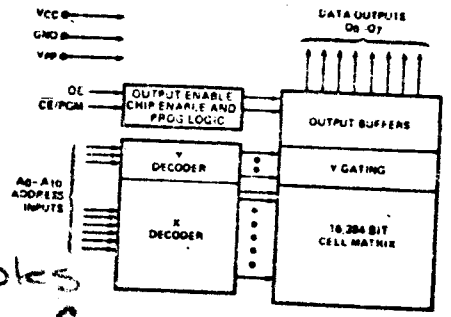 VCC
GND
VPP
DATA OUTPUTS
O0-O7
OE
CE/PGM
OUTPUT ENABLE
CHIP ENABLE AND
PROG LOGIC
OUTPUT BUFFERS
A0-A10
ADDRESS
INPUTS
Y
DECODER
Y GATING
X
DECODER
16,384 BIT
CELL MATRIX